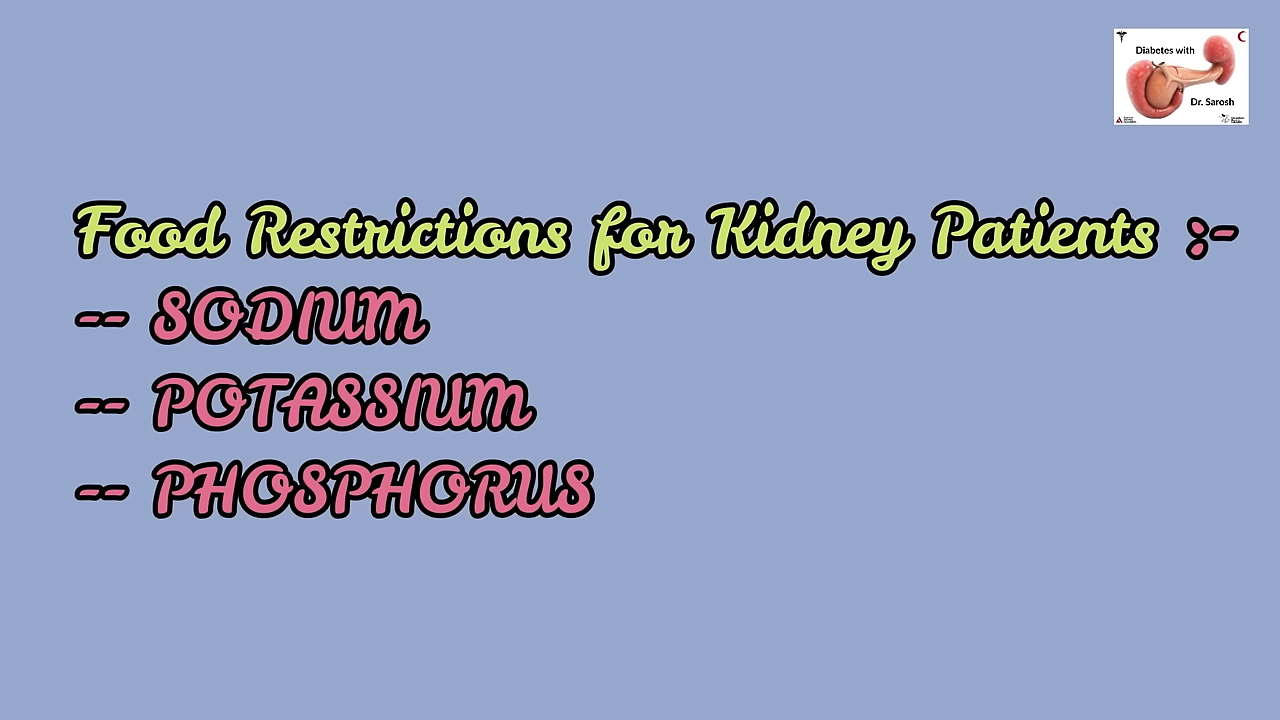 Diabetes with
Dr. Sarosh
Food Restrictions for Kidney Patients :-
-- SODIUM
-- POTASSIUM
-- PHOSPHORUS